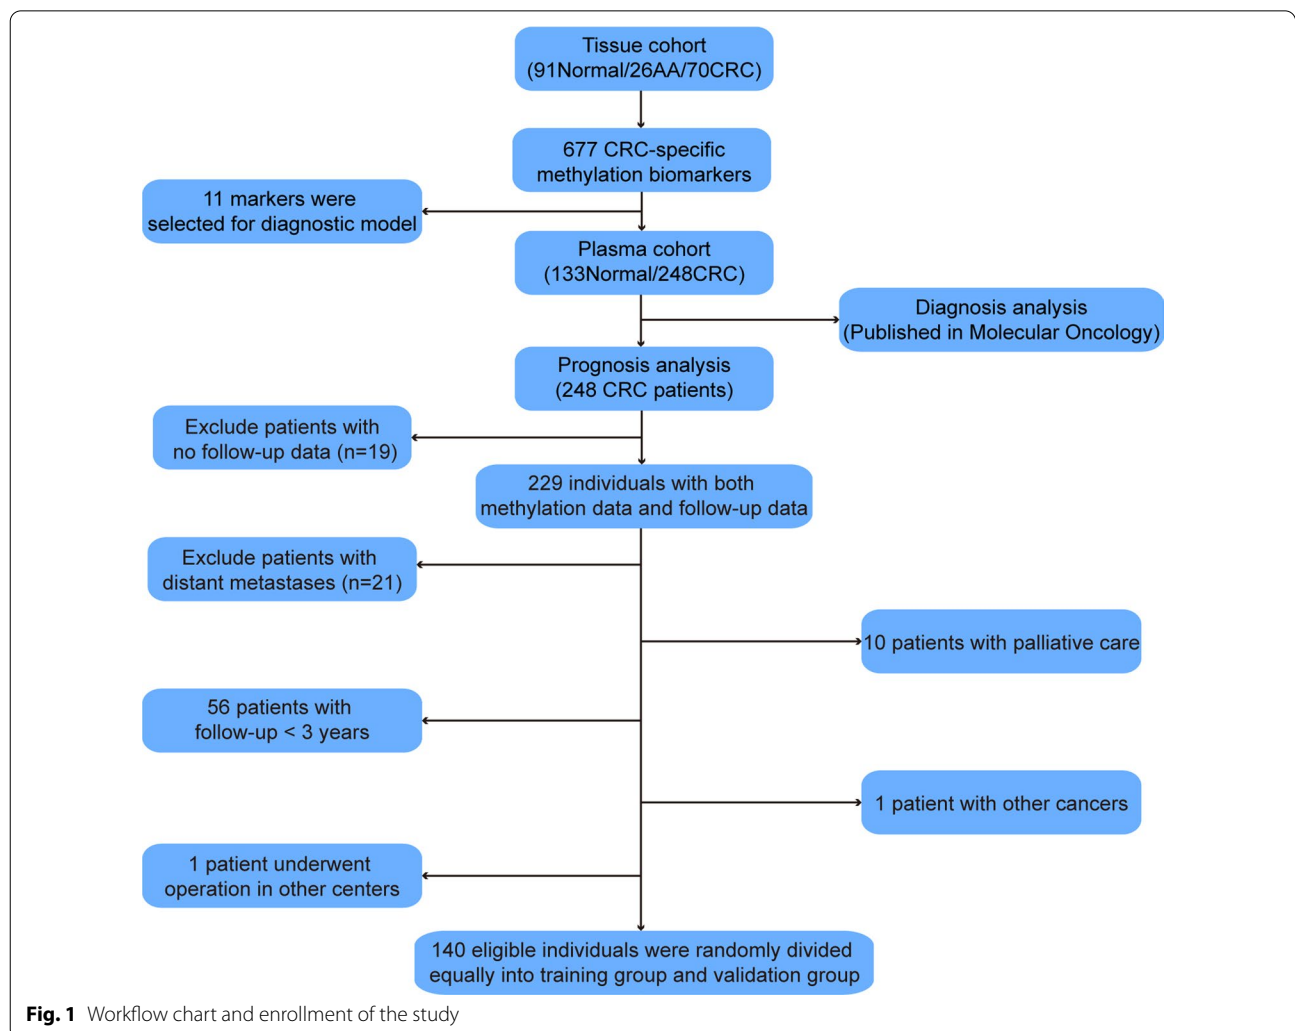 Tissue cohort
(91Normal/26AA/70CRC)
677 CRC-specific
methylation biomarkers
11 markers were
selected for diagnostic model
Plasma cohort
(133Normal/248CRC)
Diagnosis analysis
(Published in Molecular Oncology)
Prognosis analysis
(248 CRC patients)
Exclude patients with
no follow-up data (n=19)
229 individuals with both
methylation data and follow-up data
Exclude patients with
distant metastases (n=21)
10 patients with palliative care
56 patients with
follow-up < 3 years
1 patient with other cancers
1 patient underwent
operation in other centers
140 eligible individuals were randomly divided
equally into training group and validation group
Fig. 1 Workflow chart and enrollment of the study